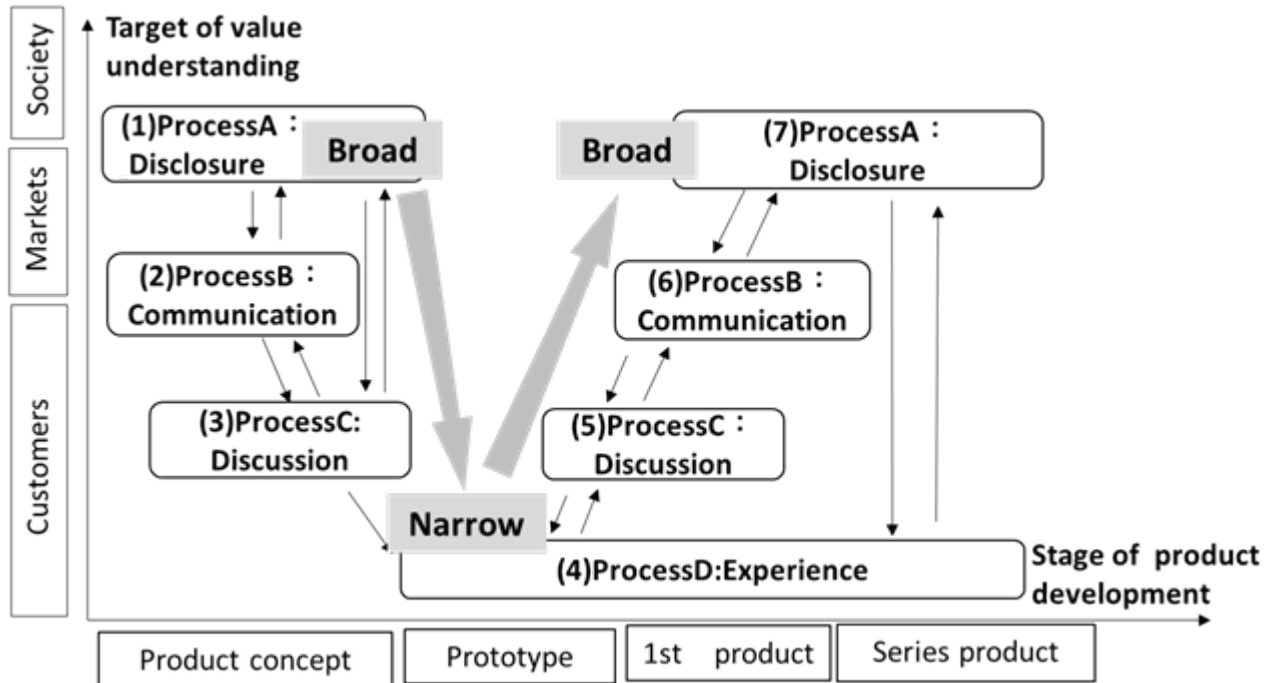 Society
Markets
Customers
Target of value
understanding
(1)ProcessA：
Disclosure
Broad
Broad
(7)ProcessA：
Disclosure
(2)ProcessB：
Communication
(6)ProcessB：
Communication
(3)ProcessC:
Discussion
(5)ProcessC：
Discussion
Narrow
(4)ProcessD:Experience
Stage of product
development
Product concept
Prototype
1st product
Series product